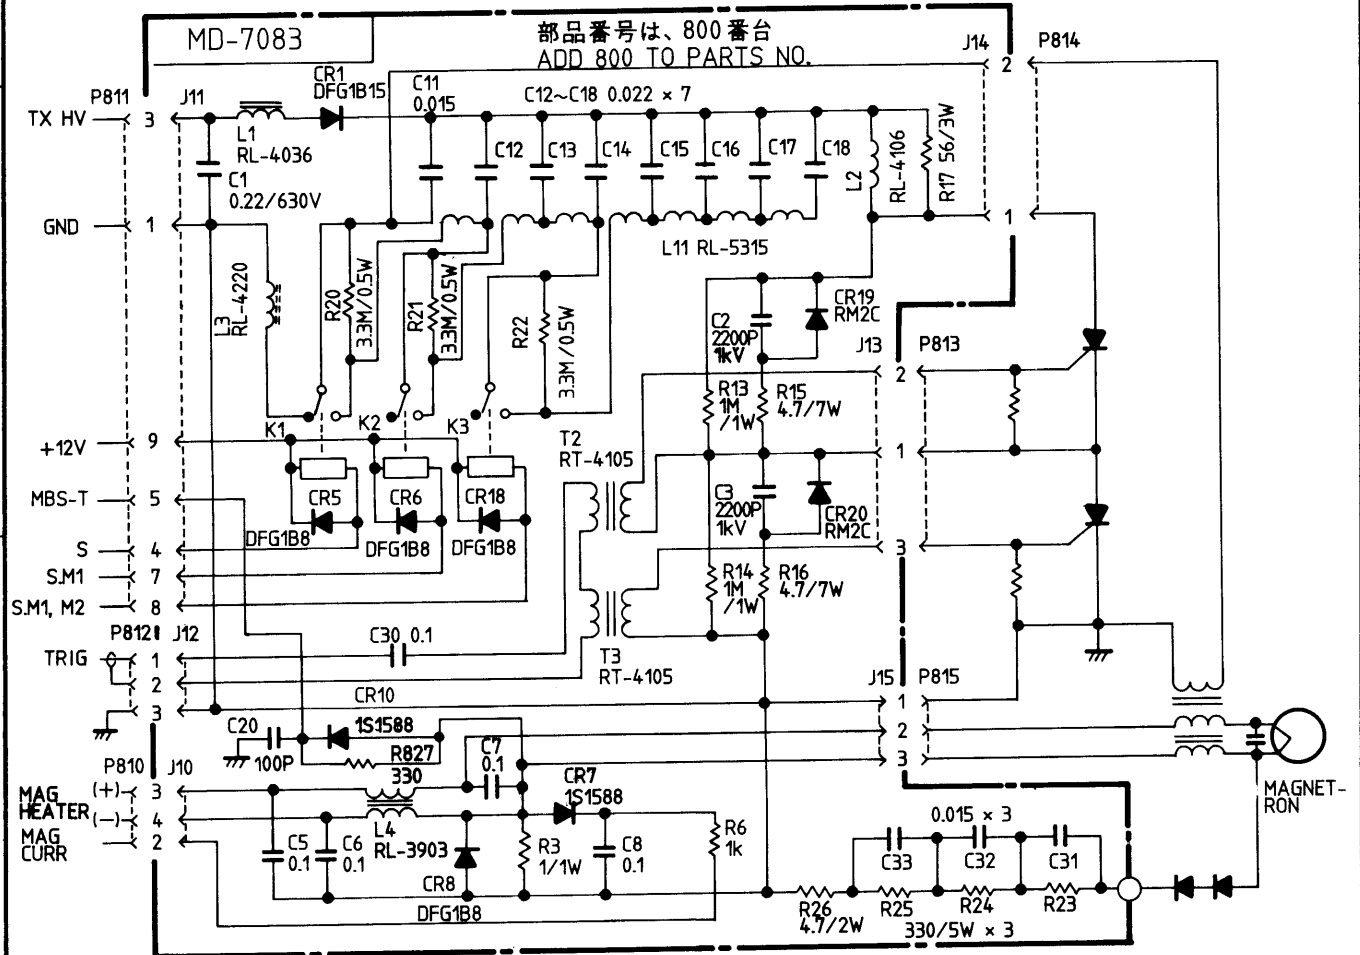 MD-7083
部品番号は、800番台
ADD 800 TO PARTS NO.
J14
P814
2
1
P811
J11
TX HV
3
GND
1
+12V
9
MBS-T
5
S
4
S.M1
7
S.M1, M2
8
CR1
DFG1B15
C11
0.015
C12~C18 0.022 × 7
L1
RL-4036
C1
0.22/630V
C12
C13
C14
C15
C16
C17
C18
L2
RL-4106
R17 56/3W
L11 RL-5315
L3
RL-4220
R20
3.3M/0.5W
R21
3.3M/0.5W
R22
3.3M/0.5W
C2
2200P
1kV
CR19
RM2C
J13
P813
2
1
3
R13
1M
/1W
R15
4.7/7W
K1
K2
K3
T2
RT-4105
CR5
CR6
CR18
DFG1B8
DFG1B8
DFG1B8
C3
2200P
1kV
CR20
RM2C
R14
1M
/1W
R16
4.7/7W
P812
J12
TRIG
1
2
3
C30 0.1
T3
RT-4105
J15
P815
1
2
3
CR10
1S1588
C20
100P
R827
330
C7
0.1
P810
J10
MAG
HEATER
(+)
3
(-)
4
MAG
CURR
2
L4
RL-3903
CR7
1S1588
C5
0.1
C6
0.1
CR8
DFG1B8
R3
1/1W
C8
0.1
R6
1k
0.015 × 3
C33
C32
C31
R26
4.7/2W
R25
R24
R23
330/5W × 3
MAGNET-
RON